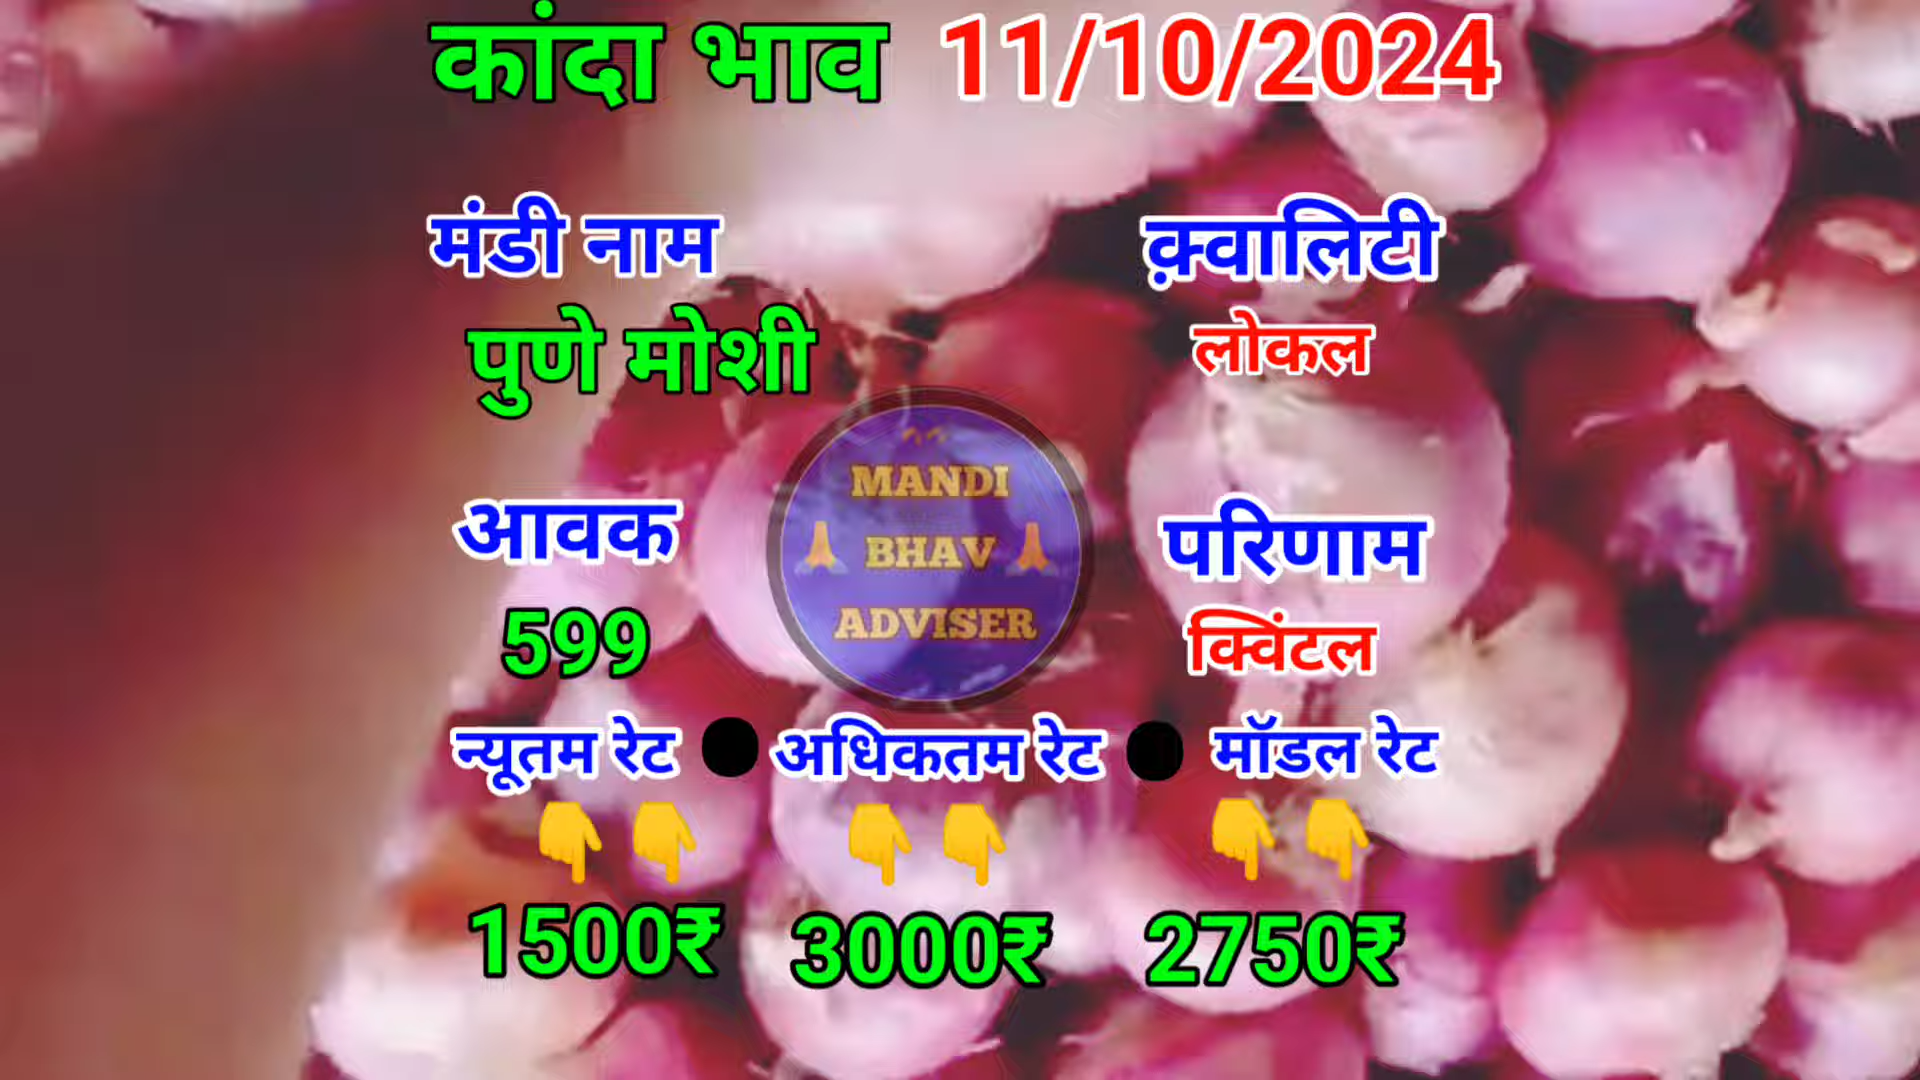 कांदा भाव 11/10/2024
मंडी नाम क़्वालिटी
पुणे मोशी लोकल
MANDI
BHAV
ADVISER
आवक परिणाम
599 क्विंटल
न्यूतम रेट ● अधिकतम रेट ● मॉडल रेट
👇👇 👇👇 👇👇
1500₹ 3000₹ 2750₹